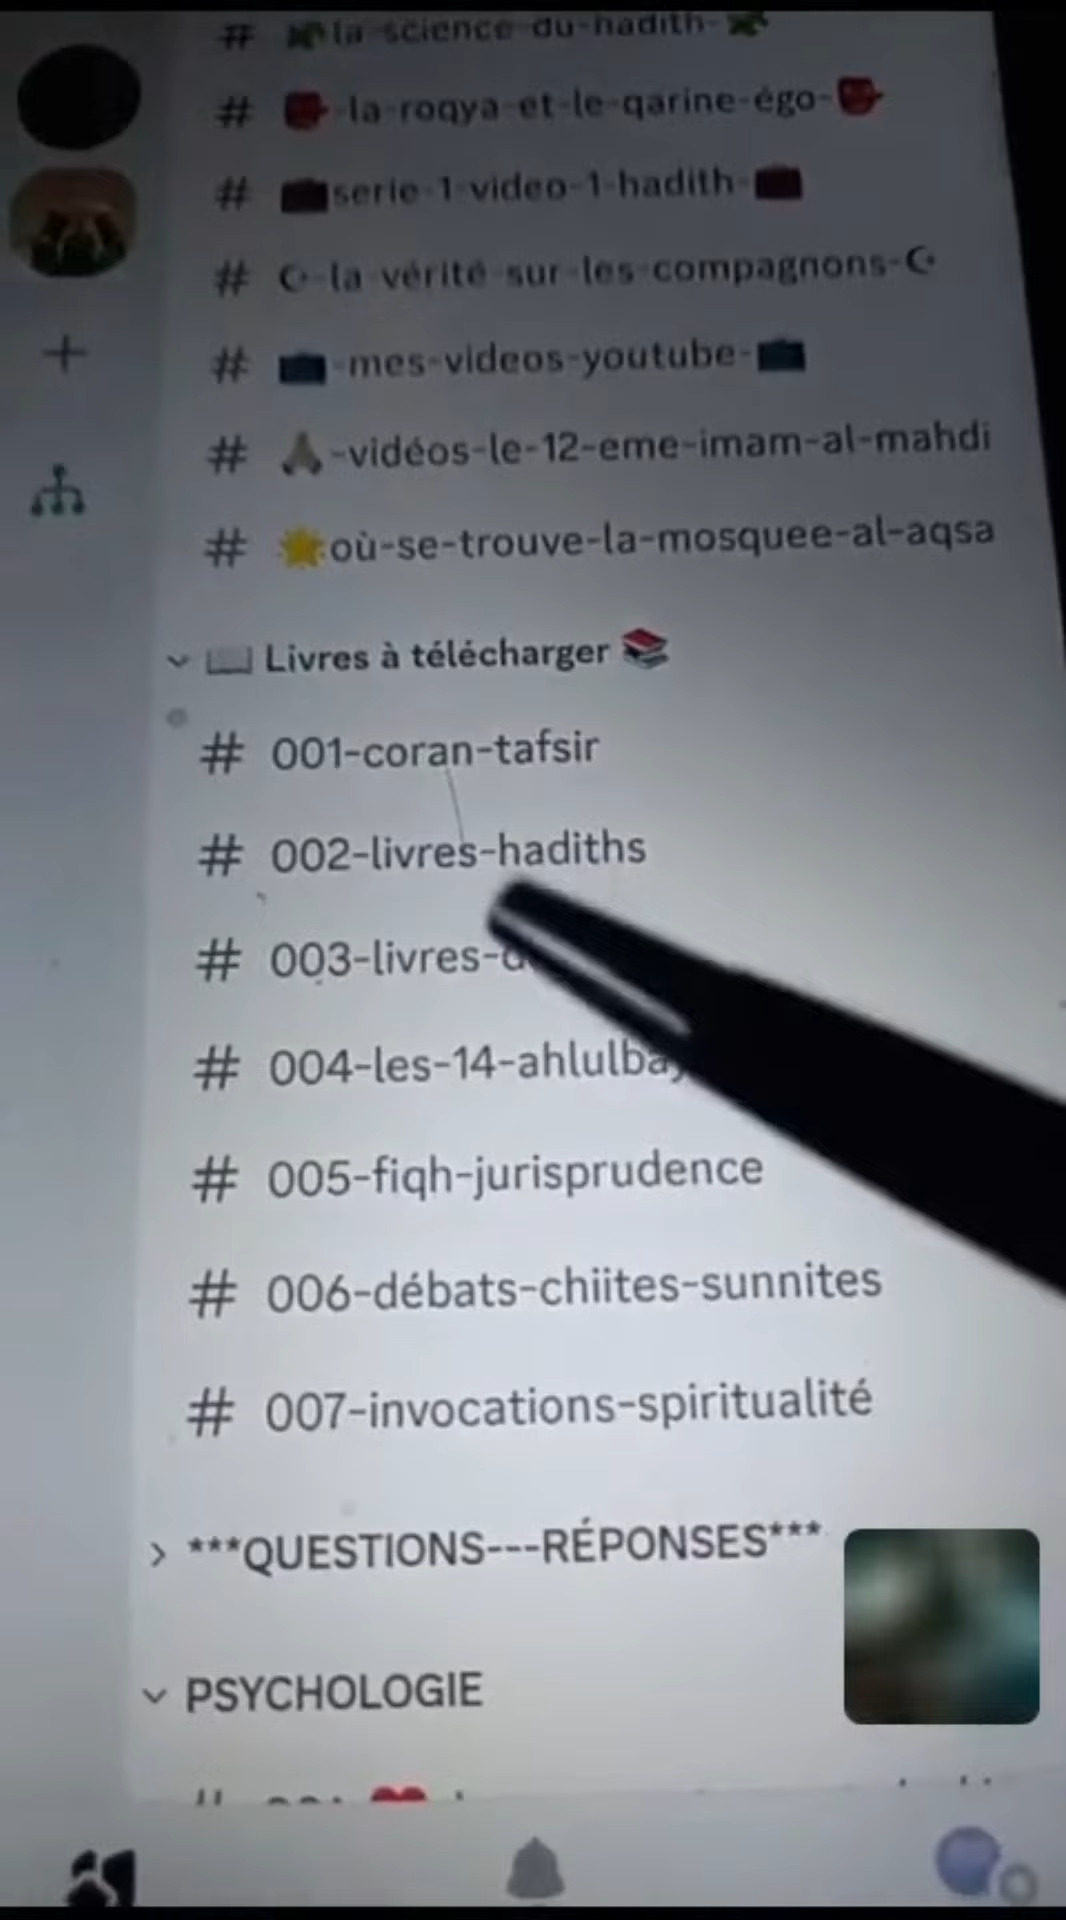 # la-science-du-hadith-
# -la-roqya-et-le-qarine-égo-
# serie-1-video-1-hadith-
# ☪-la-vérité-sur-les-compagnons-☪
# -mes-videos-youtube-
# 🙏-vidéos-le-12-eme-imam-al-mahdi
# 🌟où-se-trouve-la-mosquee-al-aqsa
📖 Livres à télécharger 📚
# 001-coran-tafsir
# 002-livres-hadiths
# 003-livres-
# 004-les-14-ahlulba
# 005-fiqh-jurisprudence
# 006-débats-chiites-sunnites
# 007-invocations-spiritualité
> ***QUESTIONS---RÉPONSES***
PSYCHOLOGIE